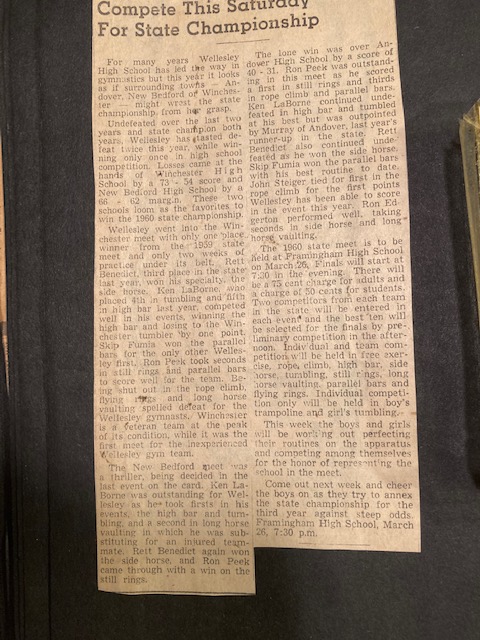 Compete This Saturday
For State Championship
For many years Wellesley
High School has led the way in
gymnastics but this year it looks
as if surrounding towns — An-
dover, New Bedford of Winches-
ter — might wrest the state
championship from her grasp.
Undefeated over the last two
years and state champion both
years, Wellesley has tasted de-
feat twice this year, while win-
ning only once in high school
competition. Losses came at the
hands of Winchester High
School by a 73 - 54 score and
New Bedford High School by a
66 - 62 margin. These two
schools loom as the favorites to
win the 1960 state championship.
Wellesley went into the Win-
chester meet with only one place
winner from the 1959 state
meet and only two weeks of
practice under its belt. Rett
Benedict, third place in the state
last year, won his specialty, the
side horse. Ken LaBorne, who
placed 4th in tumbling and fifth
in high bar last year, competed
well in his events, winning the
high bar and losing to the Win-
chester tumbler by one point.
Skip Fumia won the parallel
bars for the only other Welles-
ley first. Ron Peek took seconds
in still rings and parallel bars
to score well for the team. Be-
ing shut out in the rope climb,
flying rings and long horse
vaulting spelled defeat for the
Wellesley gymnasts. Winchester
is a veteran team at the peak
of its condition, while it was the
first meet for the inexperienced
Wellesley gym team.
The New Bedford meet was
a thriller, being decided in the
last event on the card. Ken La-
Borne was outstanding for Wel-
lesley as he took firsts in his
events, the high bar and tum-
bling, and a second in long horse
vaulting in which he was sub-
stituting for an injured team-
mate. Rett Benedict again won
the side horse, and Ron Peek
came through with a win on the
still rings.
The lone win was over An-
dover High School by a score of
40 - 31. Ron Peek was outstand-
ing in this meet as he scored
a first in still rings and thirds
in rope climb and parallel bars.
Ken LaBorne continued unde-
feated in high bar and tumbled
at his best but was outpointed
by Murray of Andover, last year's
runner-up in the state. Rett
Benedict also continued unde-
feated as he won the side horse.
Skip Fumia won the parallel bars
with his best routine to date.
John Steiger tied for first in the
rope climb for the first points
Wellesley has been able to score
in the event this year. Ron Ed-
gerton performed well, taking
seconds in side horse and long
horse vaulting.
The 1960 state meet is to be
held at Framingham High School
on March 26. Finals will start at
7:30 in the evening. There will
be a 75 cent charge for adults and
a charge of 50 cents for students.
Two competitors from each team
in the state will be entered in
each event and the best ten will
be selected for the finals by pre-
liminary competition in the after-
noon. Individual and team com-
petition will be held in free exer-
cise, rope climb, high bar, side
horse, tumbling, still rings, long
horse vaulting, parallel bars and
flying rings. Individual competi-
tion only will be held in boy's
trampoline and girl's tumbling.
This week the boys and girls
will be working out perfecting
their routines on the apparatus
and competing among themselves
for the honor of representing the
school in the meet.
Come out next week and cheer
the boys on as they try to annex
the state championship for the
third year against steep odds.
Framingham High School, March
26, 7:30 p.m.